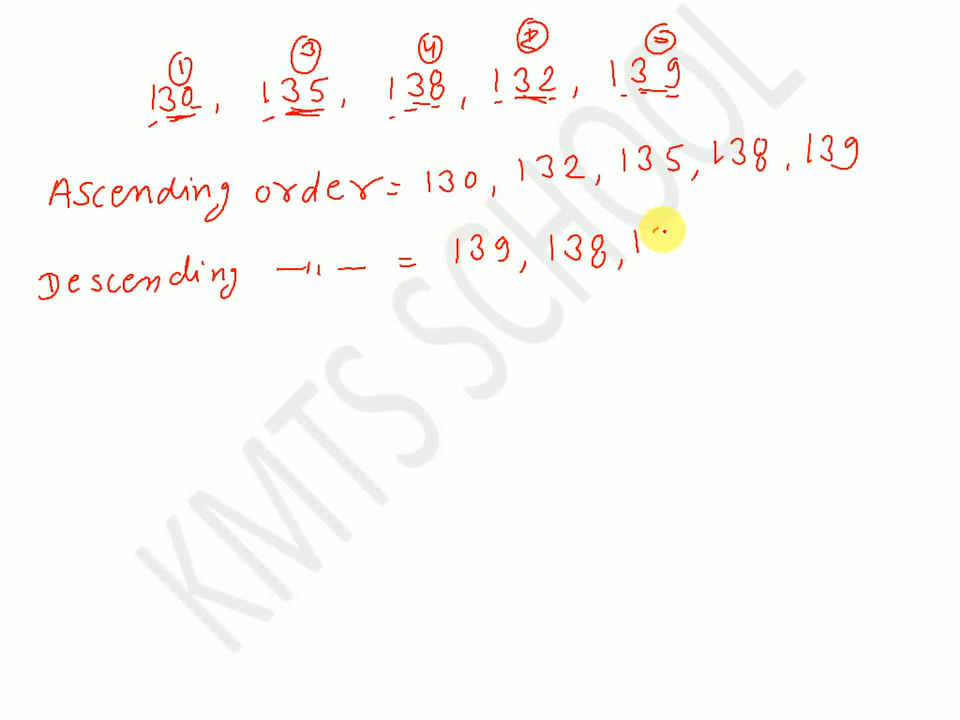 ① ③ ④ ②
130, 135, 138, 132, 139
Ascending order = 130, 132, 135, 138, 139
Descending —"— = 139, 138, 1
KMTS SCHOOL